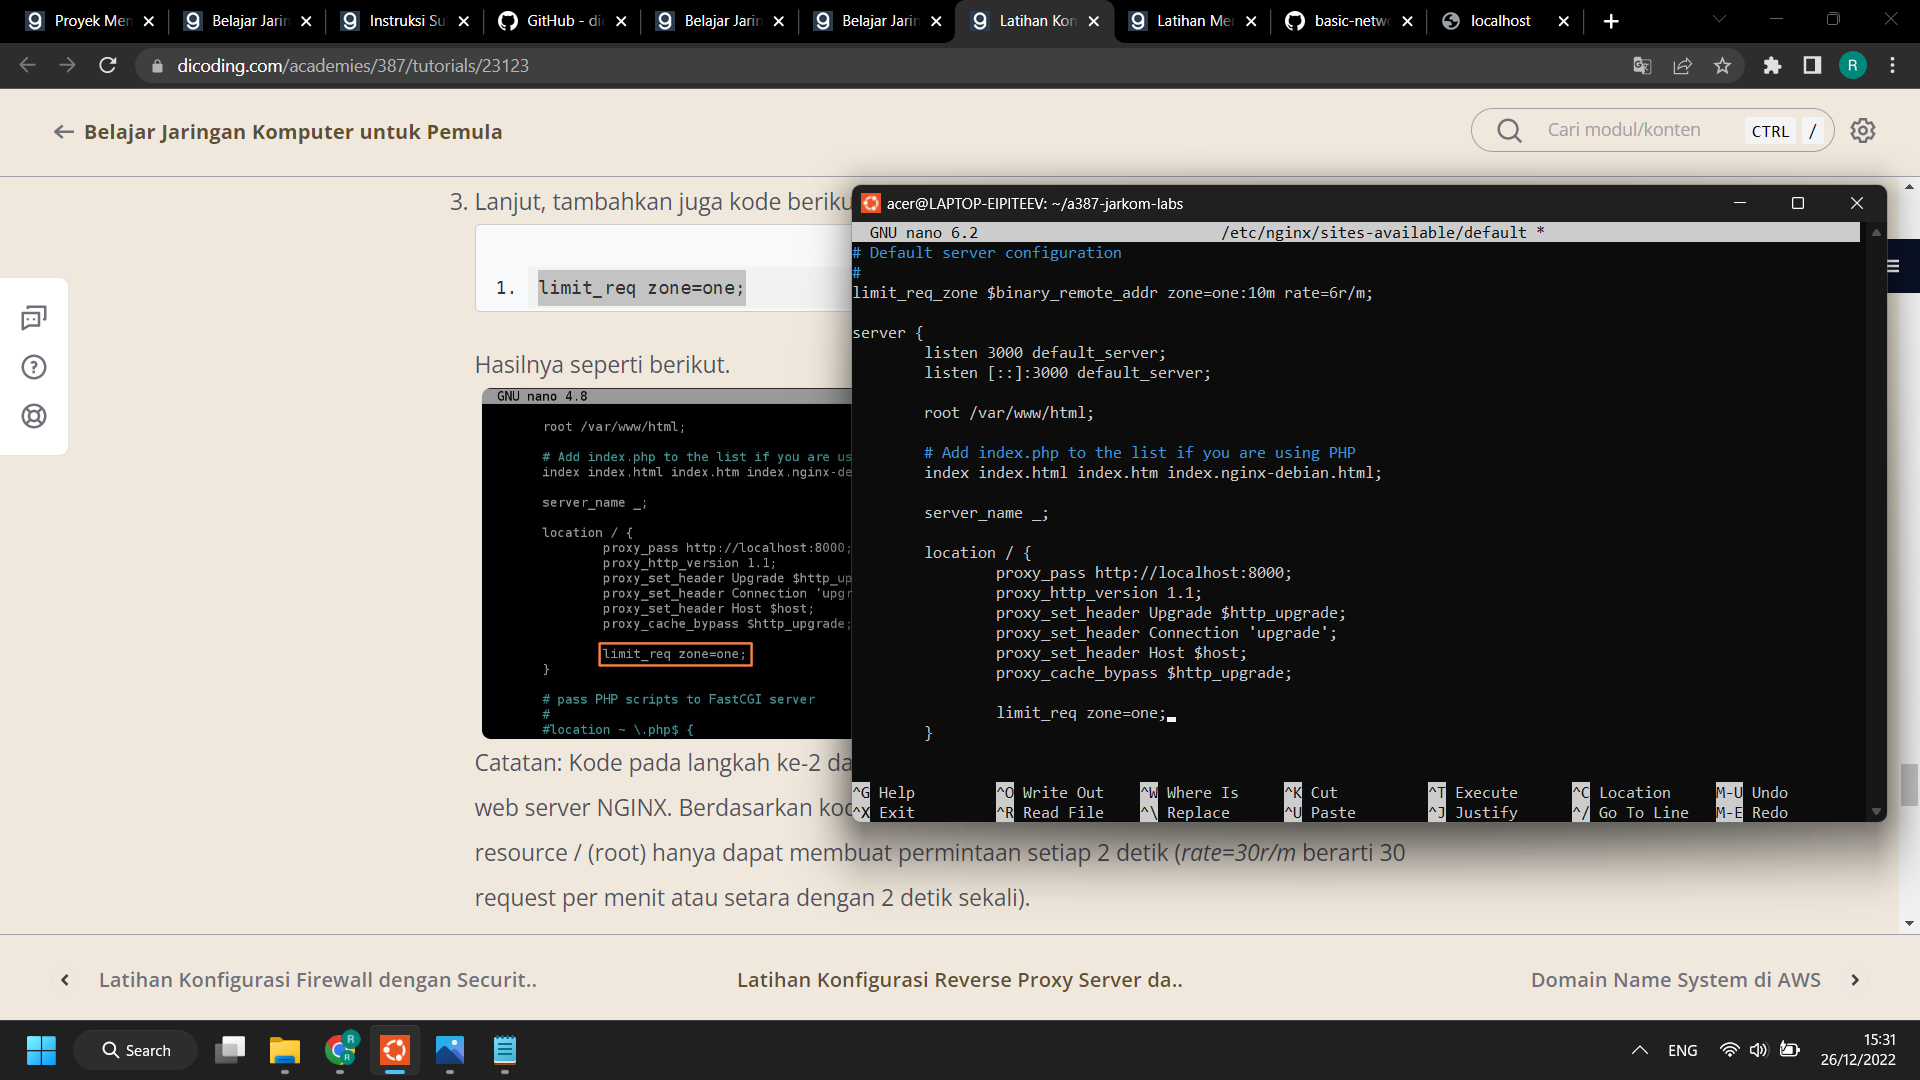 Proyek Men
Belajar Jarin
Instruksi Su
GitHub - dic
Belajar Jarin
Belajar Jarin
Latihan Kon
Latihan Me
basic-netwo
localhost
dicoding.com/academies/387/tutorials/23123
R
Belajar Jaringan Komputer untuk Pemula
Cari modul/konten
CTRL /
3. Lanjut, tambahkan juga kode beriku
1. limit_req zone=one;
Hasilnya seperti berikut.
GNU nano 4.8
root /var/www/html;
# Add index.php to the list if you are us
index index.html index.htm index.nginx-de
server_name _;
location / {
proxy_pass http://localhost:8000;
proxy_http_version 1.1;
proxy_set_header Upgrade $http_up
proxy_set_header Connection 'upgr
proxy_set_header Host $host;
proxy_cache_bypass $http_upgrade;
limit_req zone=one;
}
# pass PHP scripts to FastCGI server
#
#location ~ \.php$ {
Catatan: Kode pada langkah ke-2 da
web server NGINX. Berdasarkan kod
resource / (root) hanya dapat membuat permintaan setiap 2 detik (rate=30r/m berarti 30
request per menit atau setara dengan 2 detik sekali).
acer@LAPTOP-EIPITEEV: ~/a387-jarkom-labs
GNU nano 6.2 /etc/nginx/sites-available/default *
# Default server configuration
#
limit_req_zone $binary_remote_addr zone=one:10m rate=6r/m;
server {
listen 3000 default_server;
listen [::]:3000 default_server;
root /var/www/html;
# Add index.php to the list if you are using PHP
index index.html index.htm index.nginx-debian.html;
server_name _;
location / {
proxy_pass http://localhost:8000;
proxy_http_version 1.1;
proxy_set_header Upgrade $http_upgrade;
proxy_set_header Connection 'upgrade';
proxy_set_header Host $host;
proxy_cache_bypass $http_upgrade;
limit_req zone=one;
}
^G Help ^O Write Out ^W Where Is ^K Cut ^T Execute ^C Location M-U Undo
^X Exit ^R Read File ^\ Replace ^U Paste ^J Justify ^/ Go To Line M-E Redo
Latihan Konfigurasi Firewall dengan Securit..
Latihan Konfigurasi Reverse Proxy Server da..
Domain Name System di AWS
Search
R
R
ENG
15:31
26/12/2022